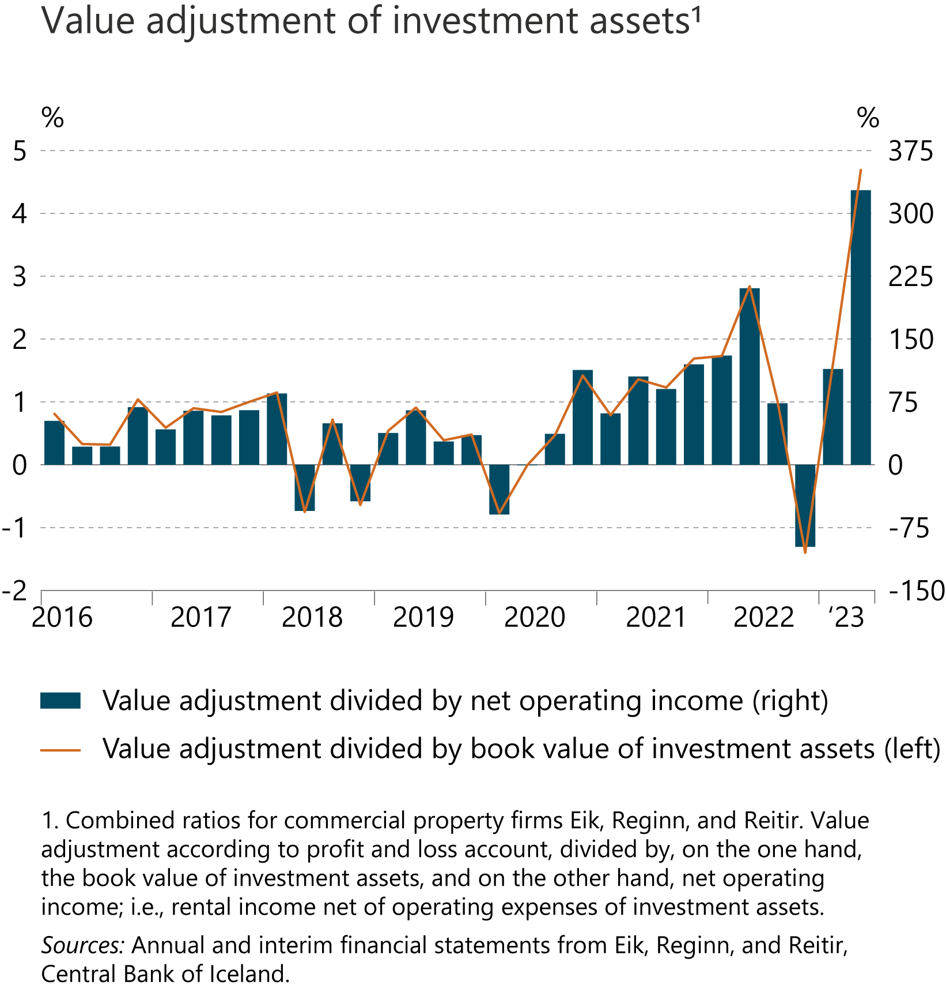 Value adjustment of investment assets¹
% %
5 375
4 300
3 225
2 150
1 75
0 0
-1 -75
-2 -150
2016 2017 2018 2019 2020 2021 2022 ‘23
Value adjustment divided by net operating income (right)
Value adjustment divided by book value of investment assets (left)
1. Combined ratios for commercial property firms Eik, Reginn, and Reitir. Value
adjustment according to profit and loss account, divided by, on the one hand,
the book value of investment assets, and on the other hand, net operating
income; i.e., rental income net of operating expenses of investment assets.
Sources: Annual and interim financial statements from Eik, Reginn, and Reitir,
Central Bank of Iceland.